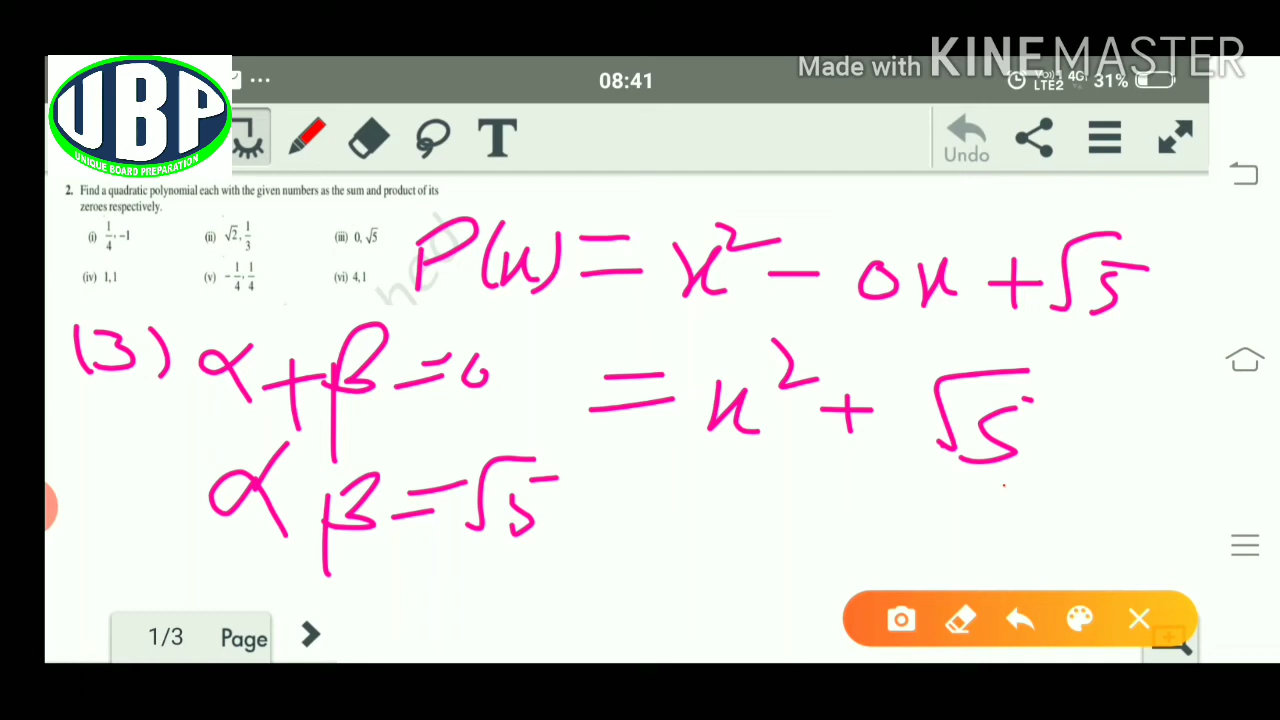 Made with KINEMASTER
... 08:41 Vo)) LTE2 4G 31%
UBP
UNIQUE BOARD PREPARATION
T
Undo
2. Find a quadratic polynomial each with the given numbers as the sum and product of its
zeroes respectively.
(i) 1/4, -1 (ii) √2, 1/3 (iii) 0, √5
(iv) 1, 1 (v) -1/4, 1/4 (vi) 4, 1
P(x) = x² - 0x + √5
(3) α + β = 0
= x² + √5
α β = √5
1/3 Page